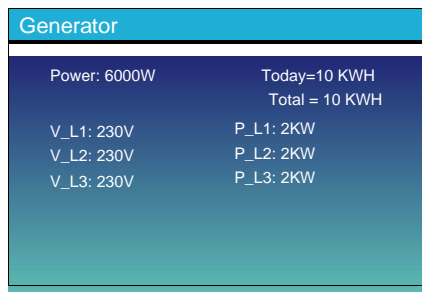 Generator
Power: 6000W Today=10 KWH
Total = 10 KWH
V_L1: 230V P_L1: 2KW
V_L2: 230V P_L2: 2KW
V_L3: 230V P_L3: 2KW